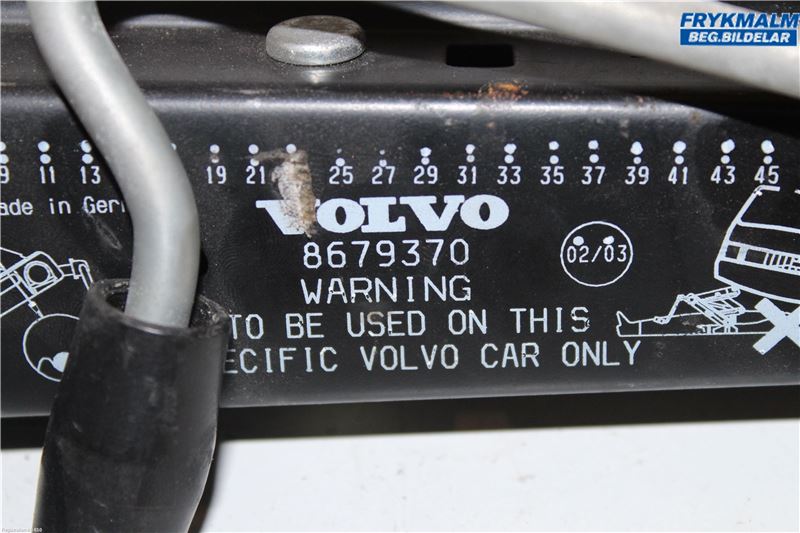 FRYKMALM
BEG.BILDELAR
9 11 13 19 21 25 27 29 31 33 35 37 39 41 43 45
ade in Ger
VOLVO
8679370
02/03
WARNING
TO BE USED ON THIS
ECIFIC VOLVO CAR ONLY